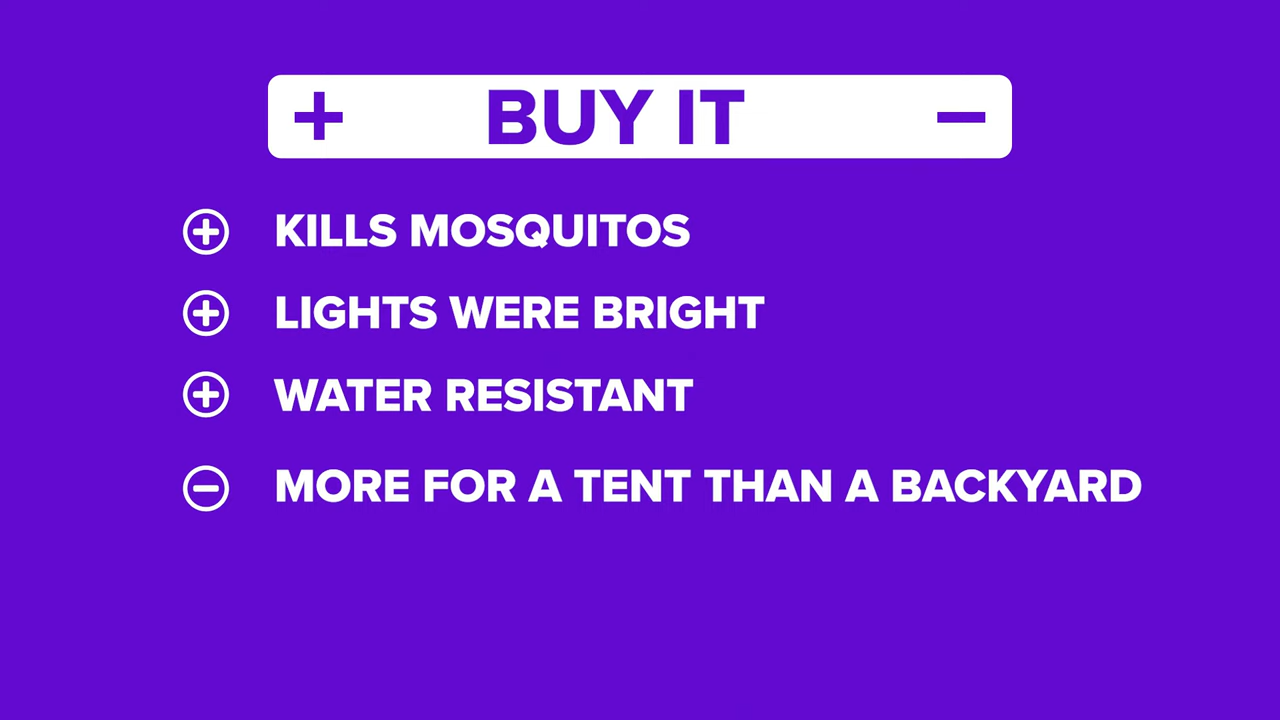 + BUY IT −
KILLS MOSQUITOS
LIGHTS WERE BRIGHT
WATER RESISTANT
MORE FOR A TENT THAN A BACKYARD